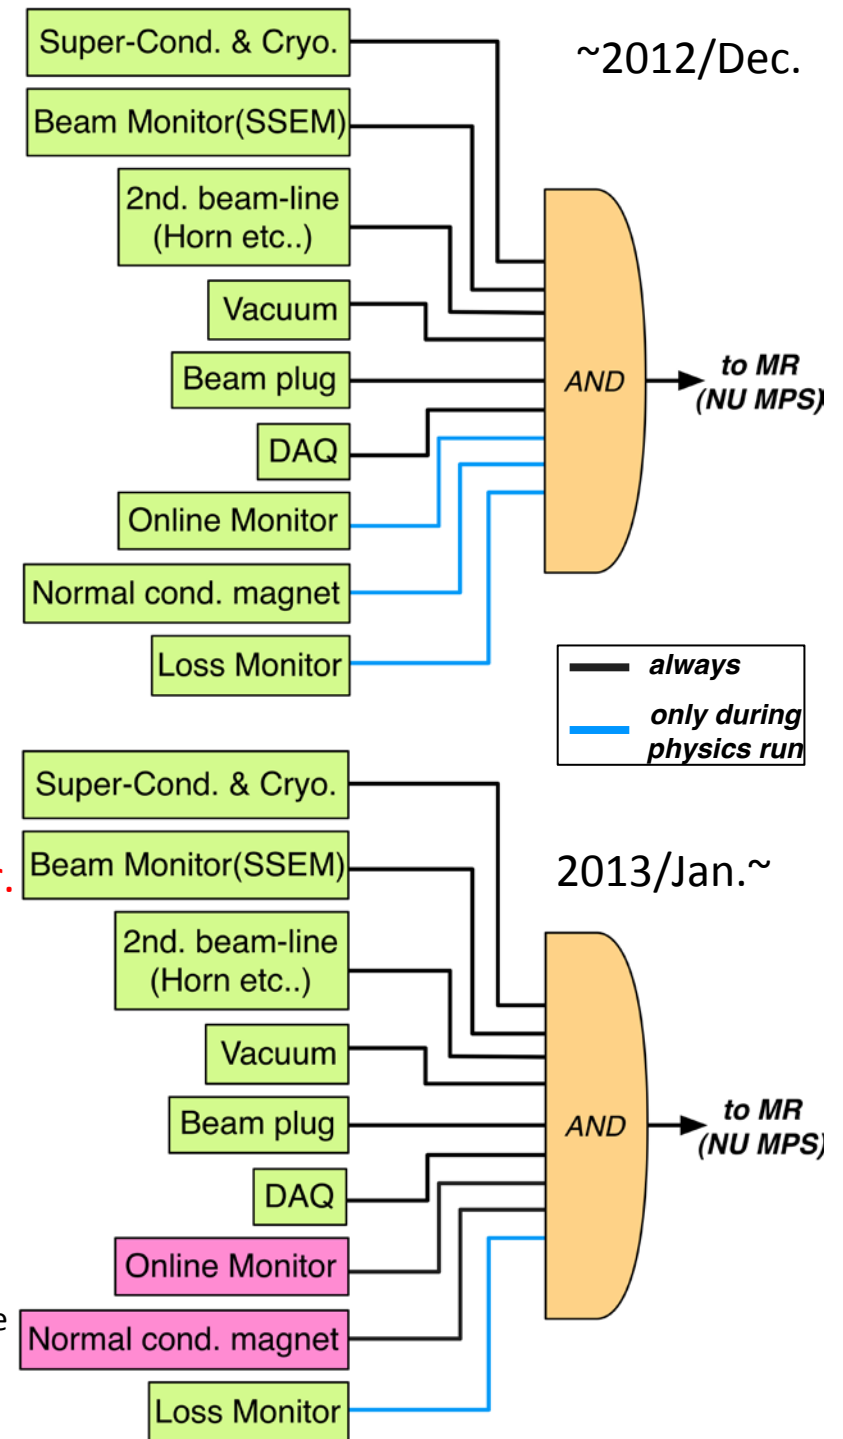 ~2012/Dec.
Super-Cond. & Cryo.
Beam Monitor(SSEM)
2nd. beam-line
(Horn etc..)
Vacuum
Beam plug
DAQ
Online Monitor
Normal cond. magnet
Loss Monitor
AND
to MR
(NU MPS)
always
only during
physics run
2013/Jan.~
Super-Cond. & Cryo.
Beam Monitor(SSEM)
2nd. beam-line
(Horn etc..)
Vacuum
Beam plug
DAQ
Online Monitor
Normal cond. magnet
Loss Monitor
AND
to MR
(NU MPS)